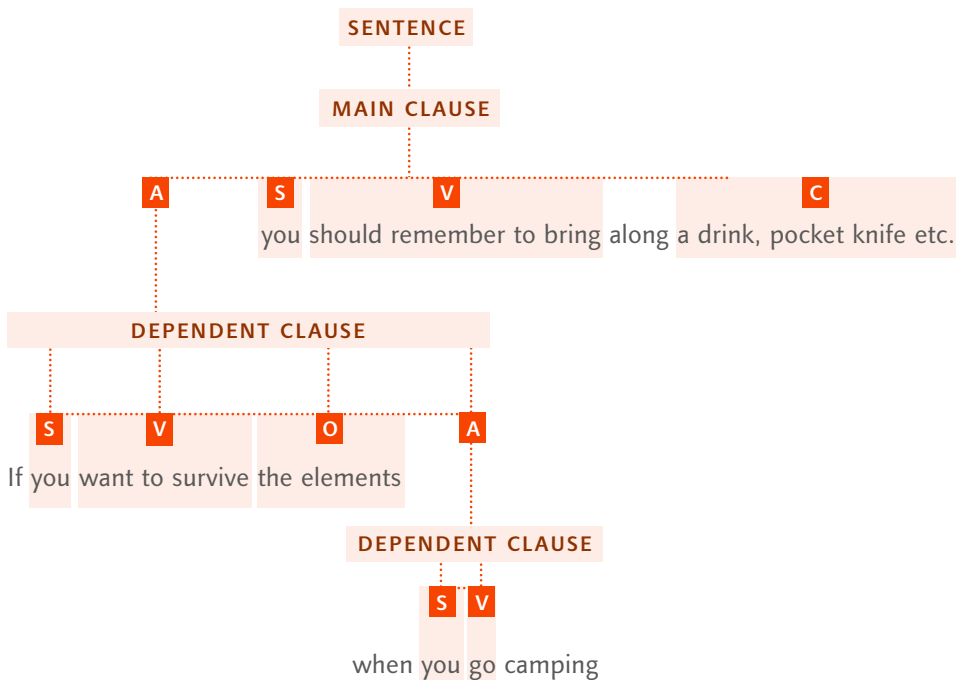 SENTENCE
MAIN CLAUSE
A S V C
you should remember to bring along a drink, pocket knife etc.
DEPENDENT CLAUSE
S V O A
If you want to survive the elements
DEPENDENT CLAUSE
S V
when you go camping